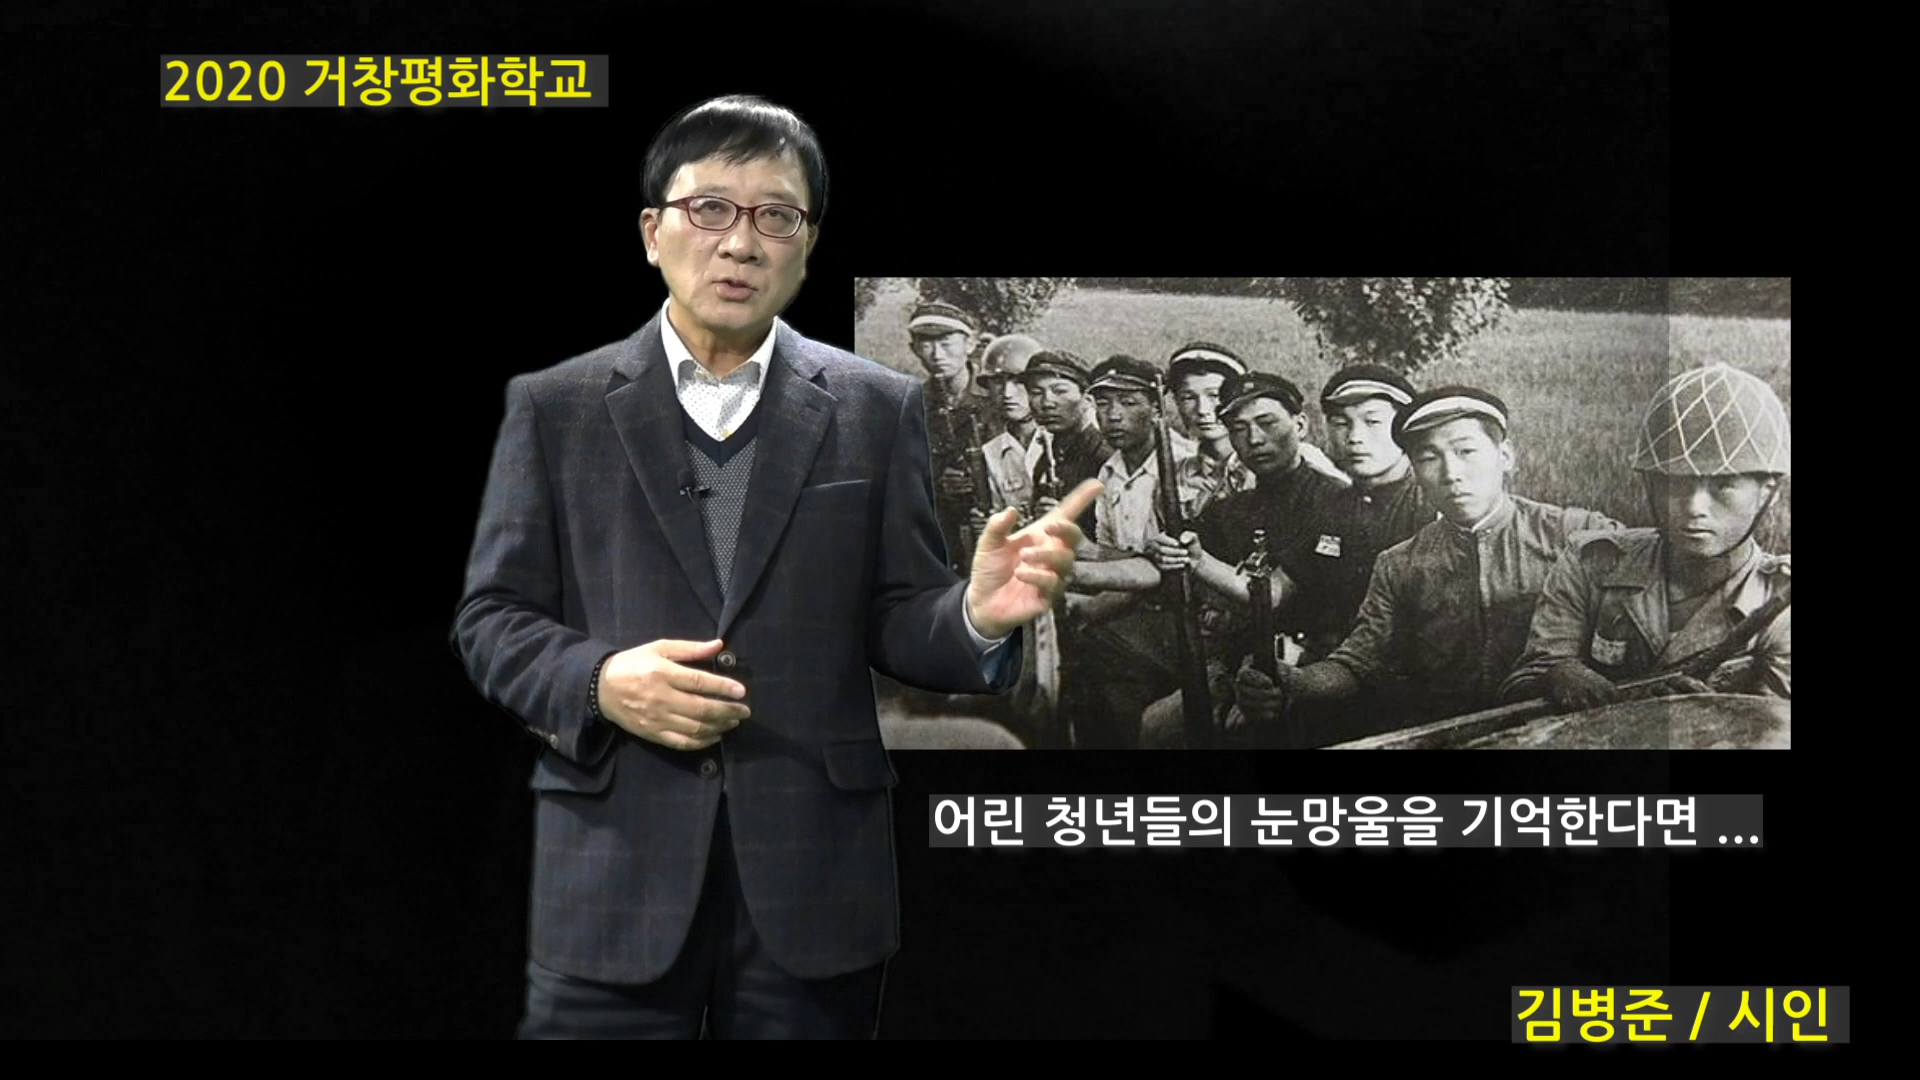 2020 거창평화학교
어린 청년들의 눈망울을 기억한다면 ...
김병준 / 시인